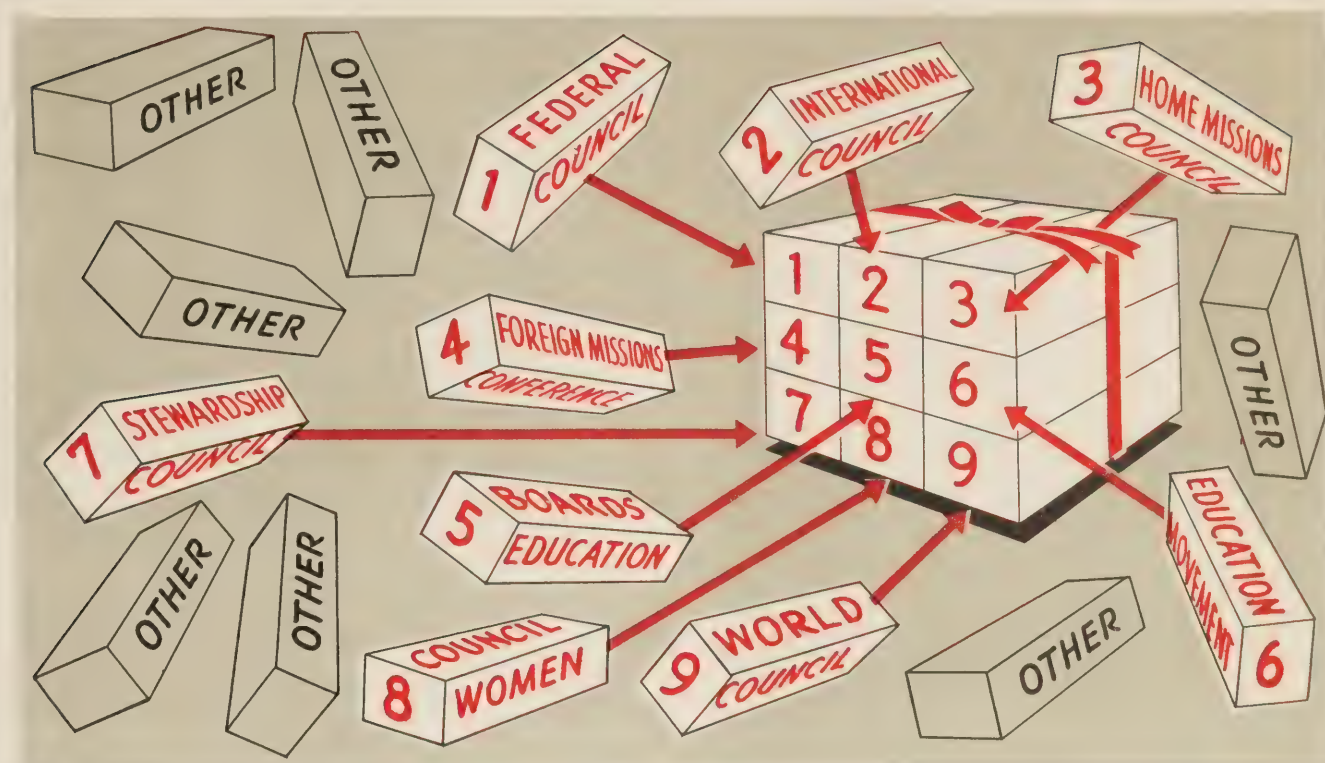 OTHER
OTHER
1
FEDERAL
COUNCIL
2
INTERNATIONAL
COUNCIL
3
HOME MISSIONS
COUNCIL
OTHER
4
FOREIGN MISSIONS
CONFERENCE
1
2
3
4
5
6
7
8
9
OTHER
7
STEWARDSHIP
COUNCIL
5
BOARDS
EDUCATION
6
EDUCATION
MOVEMENT
OTHER
OTHER
8
COUNCIL
WOMEN
9
WORLD
COUNCIL
OTHER